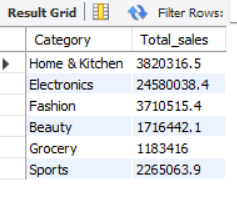 Result Grid Filter Rows:
Category Total_sales
Home & Kitchen 3820316.5
Electronics 24580038.4
Fashion 3710515.4
Beauty 1716442.1
Grocery 1183416
Sports 2265063.9